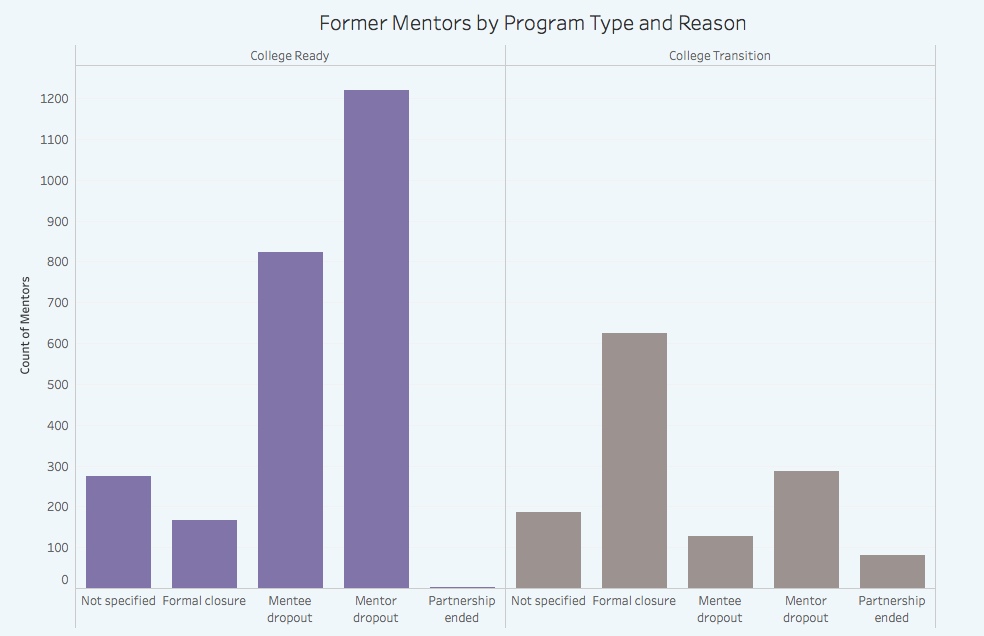 Former Mentors by Program Type and Reason
College Ready
College Transition
Count of Mentors
1200
1100
1000
900
800
700
600
500
400
300
200
100
0
Not specified
Formal closure
Mentee
dropout
Mentor
dropout
Partnership
ended
Not specified
Formal closure
Mentee
dropout
Mentor
dropout
Partnership
ended